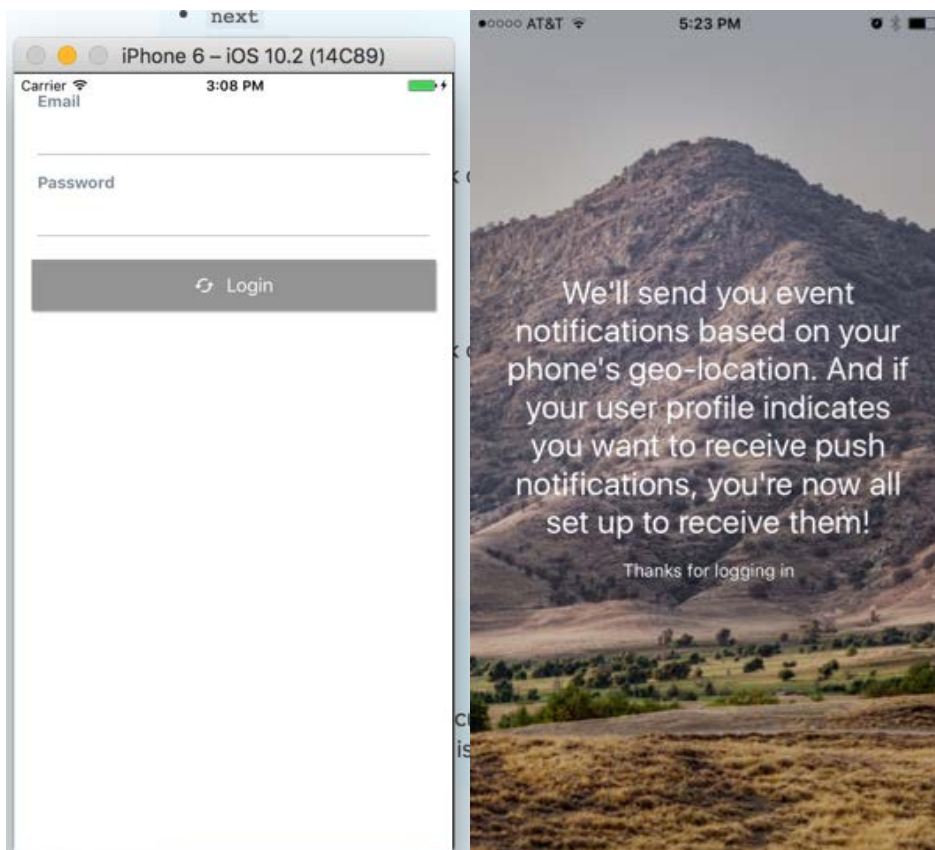 next
iPhone 6 – iOS 10.2 (14C89)
Carrier 3:08 PM
Email
Password
Login
AT&T 5:23 PM
We'll send you event
notifications based on your
phone's geo-location. And if
your user profile indicates
you want to receive push
notifications, you're now all
set up to receive them!
Thanks for logging in